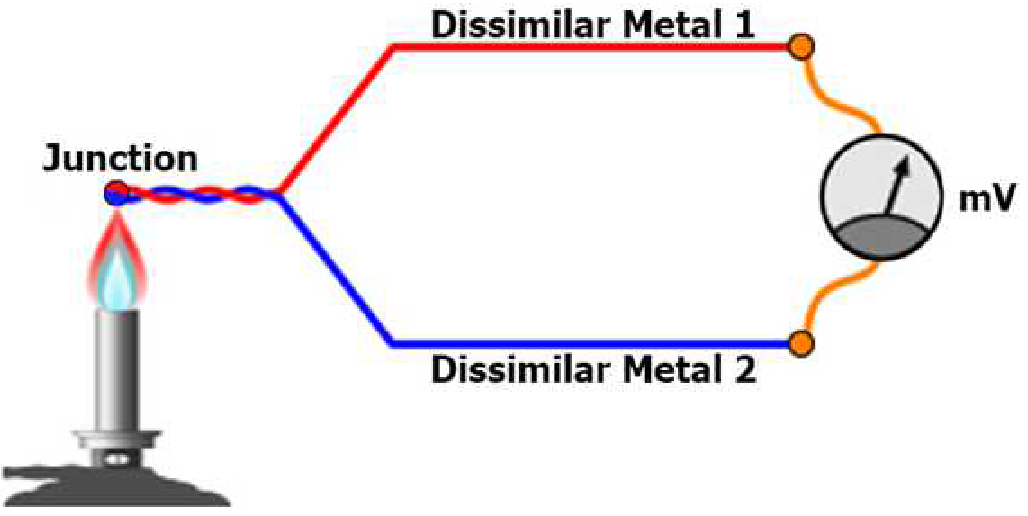 Dissimilar Metal 1
Junction
mV
Dissimilar Metal 2